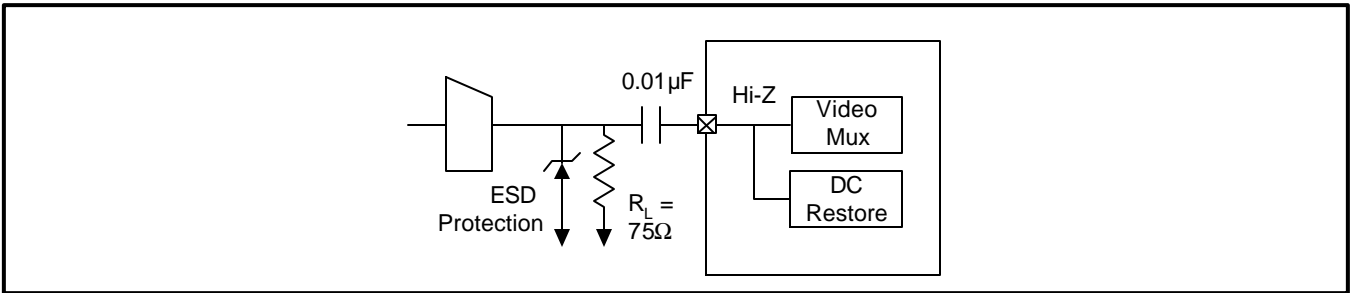 0.01µF
Hi-Z
Video
Mux
ESD
Protection
R_L =
75Ω
DC
Restore